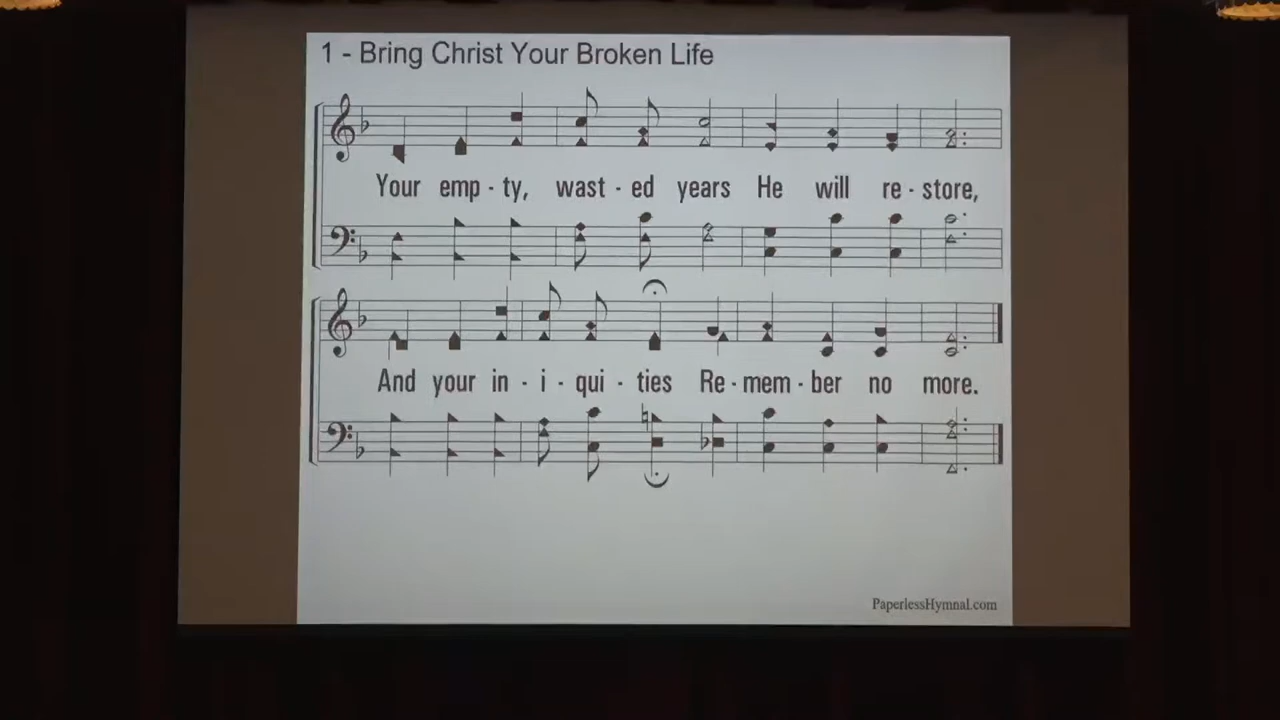 1 - Bring Christ Your Broken Life
Your emp - ty, wast - ed years He will re - store,
And your in - i - qui - ties Re - mem - ber no more.
PaperlessHymnal.com